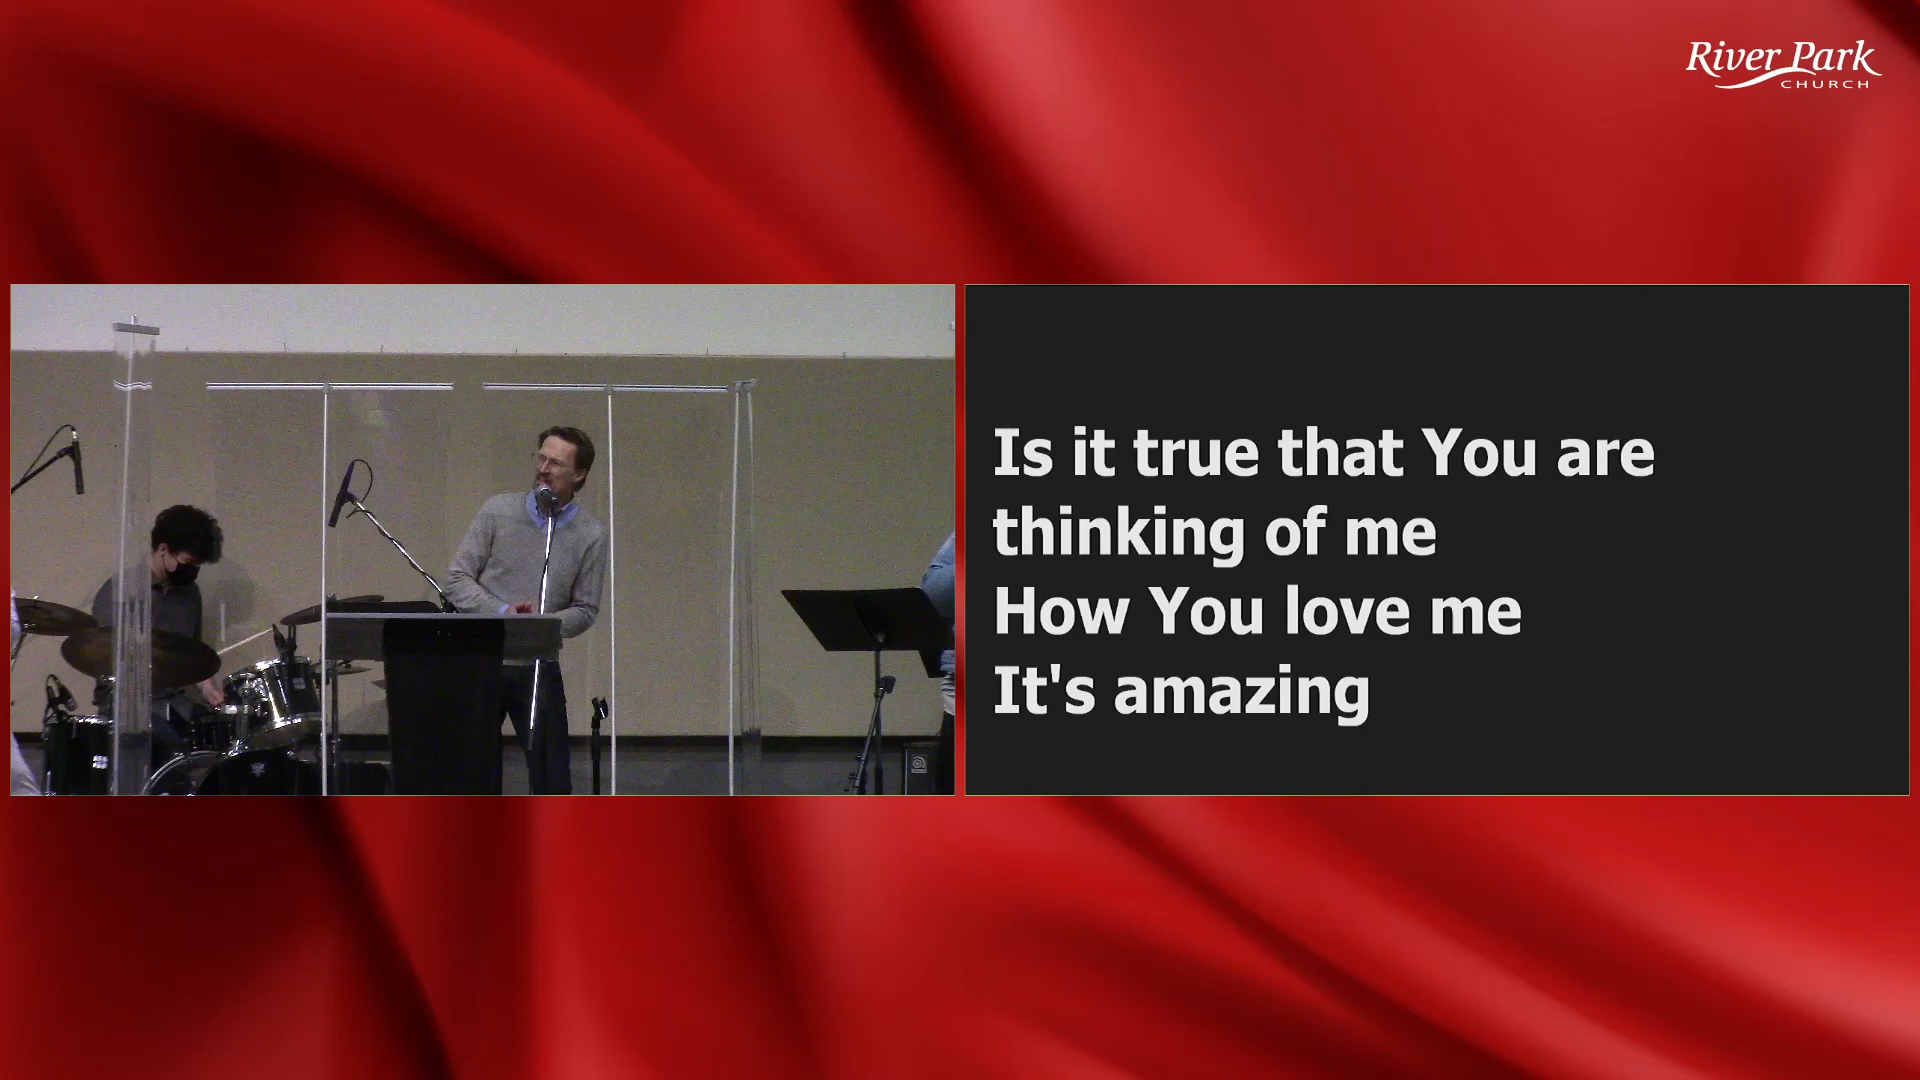 River Park
CHURCH
Is it true that You are
thinking of me
How You love me
It's amazing